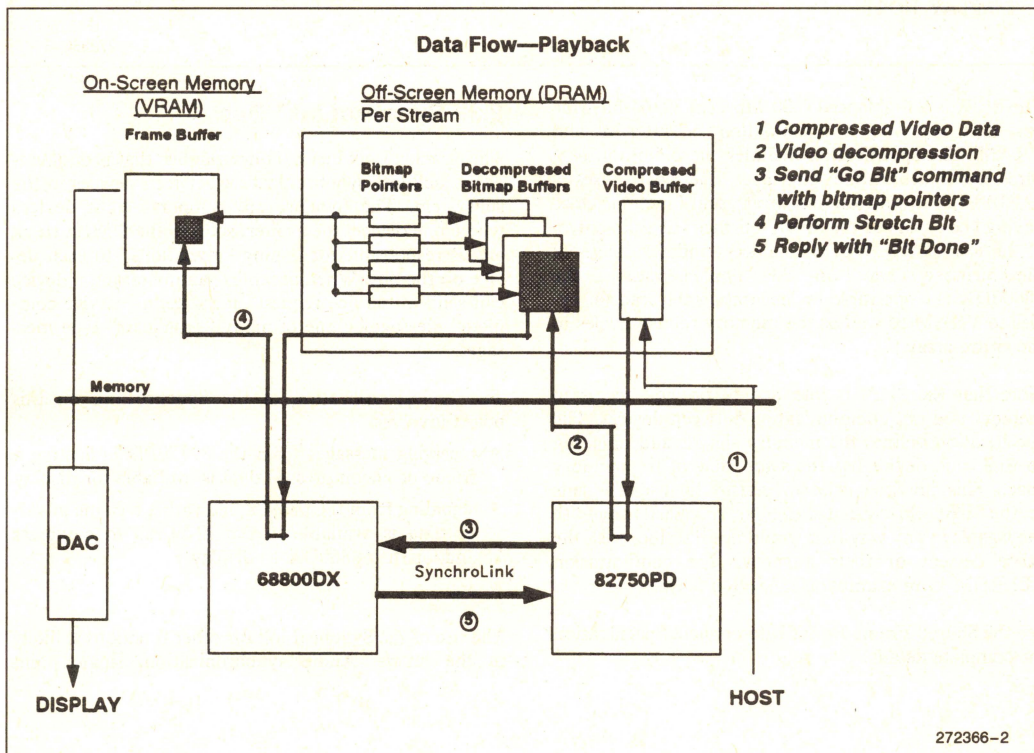 Data Flow—Playback
On-Screen Memory
(VRAM)
Frame Buffer
Off-Screen Memory (DRAM)
Per Stream
Bitmap
Pointers
Decompressed
Bitmap Buffers
Compressed
Video Buffer
1 Compressed Video Data
2 Video decompression
3 Send "Go Blt" command
with bitmap pointers
4 Perform Stretch Blt
5 Reply with "Blt Done"
4
Memory
2
1
DAC
3
68800DX
SynchroLink
82750PD
5
DISPLAY
HOST
272366-2